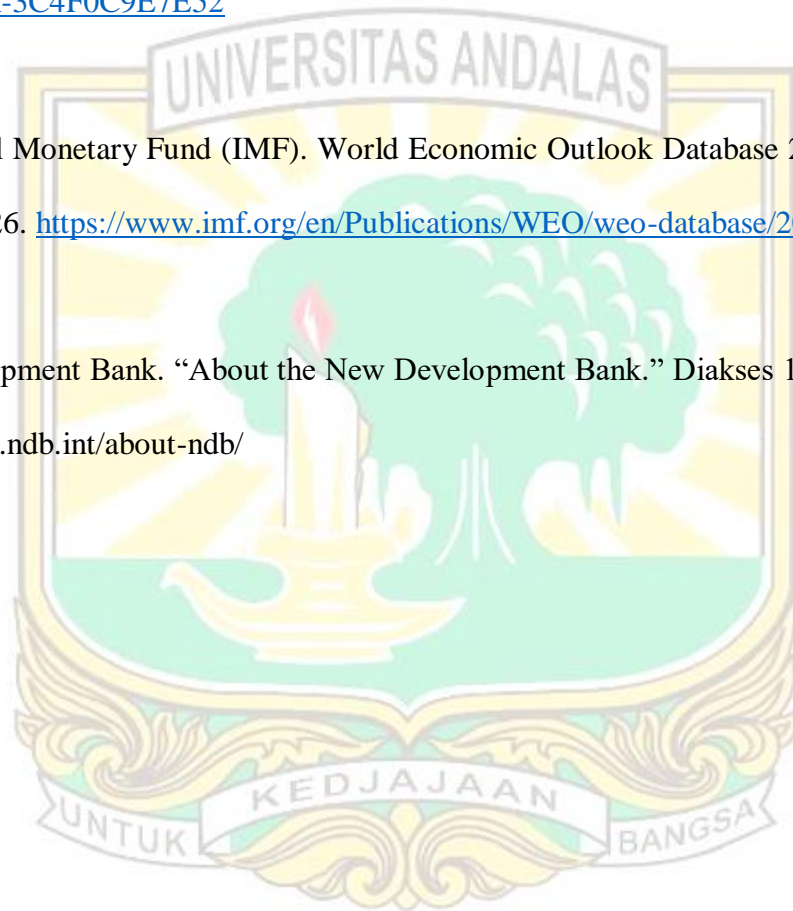 -3C4F0C9E7E52
UNIVERSITAS ANDALAS
l Monetary Fund (IMF). World Economic Outlook Database 2
26. https://www.imf.org/en/Publications/WEO/weo-database/20
pment Bank. “About the New Development Bank.” Diakses 1
.ndb.int/about-ndb/
UNTUK KEDJAJAAN BANGSA